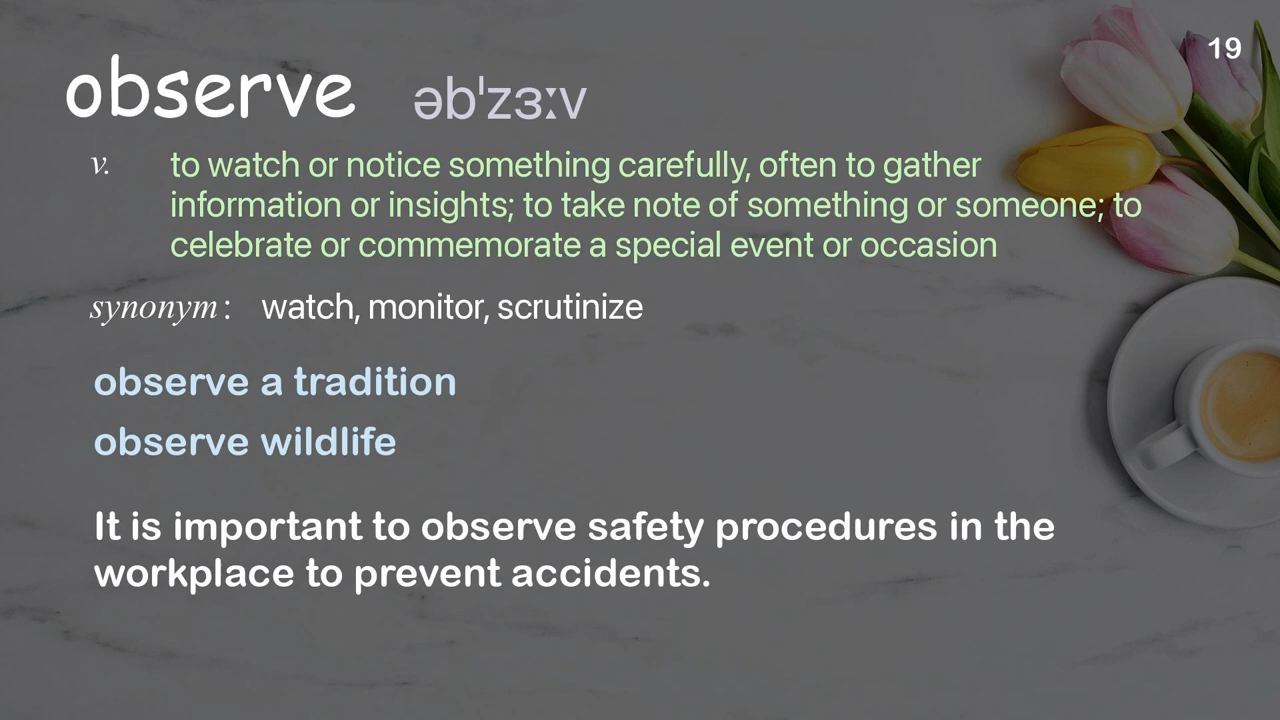 19
observe əbˈzɜːv
v. to watch or notice something carefully, often to gather
information or insights; to take note of something or someone; to
celebrate or commemorate a special event or occasion
synonym: watch, monitor, scrutinize
observe a tradition
observe wildlife
It is important to observe safety procedures in the
workplace to prevent accidents.